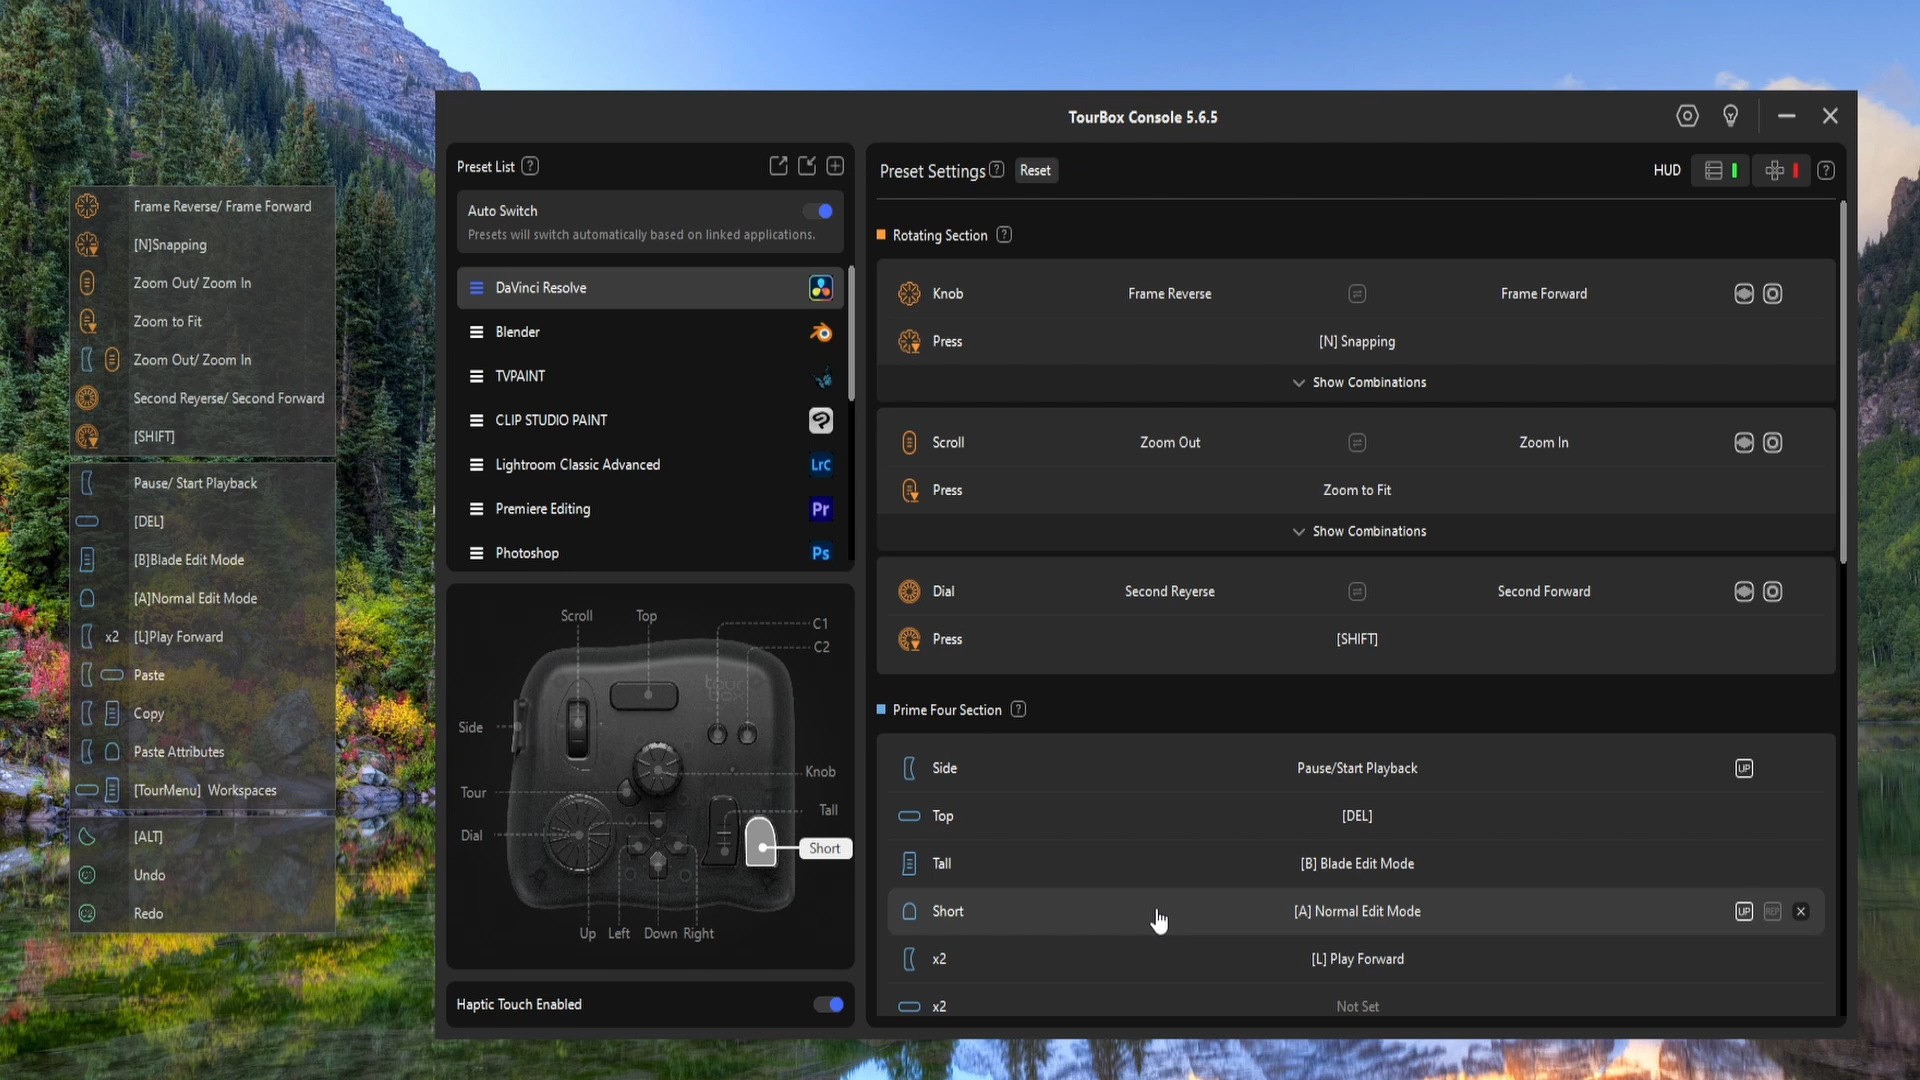 TourBox Console 5.6.5
Frame Reverse/ Frame Forward
[N]Snapping
Zoom Out/ Zoom In
Zoom to Fit
Zoom Out/ Zoom In
Second Reyerse/ Second Forward
[SHIFT]
Pause/ Start Playback
[DEL]
[B]Blade Edit Mode
[A]Normal Edit Mode
x2 [L]Play Forward
Paste
Copy
Paste Attributes
[TourMenu] Workspaces
[ALT]
C1 Undo
C2 Redo
Preset List ?
Auto Switch
Presets will switch automatically based on linked applications.
DaVinci Resolve
Blender
TVPAINT
CLIP STUDIO PAINT
Lightroom Classic Advanced LrC
Premiere Editing Pr
Photoshop Ps
Scroll Top C1
C2
Side
Knob
Tour
Tall
Dial
Short
Up Left Down Right
tour
box
Haptic Touch Enabled
Preset Settings ? Reset HUD ?
Rotating Section ?
Knob Frame Reverse Frame Forward
Press [N] Snapping
Show Combinations
Scroll Zoom Out Zoom In
Press Zoom to Fit
Show Combinations
Dial Second Reyerse Second Forward
Press [SHIFT]
Prime Four Section ?
Side Pause/Start Playback UP
Top [DEL]
Tall [B] Blade Edit Mode
Short [A] Normal Edit Mode UP REP
x2 [L] Play Forward
x2 Not Set